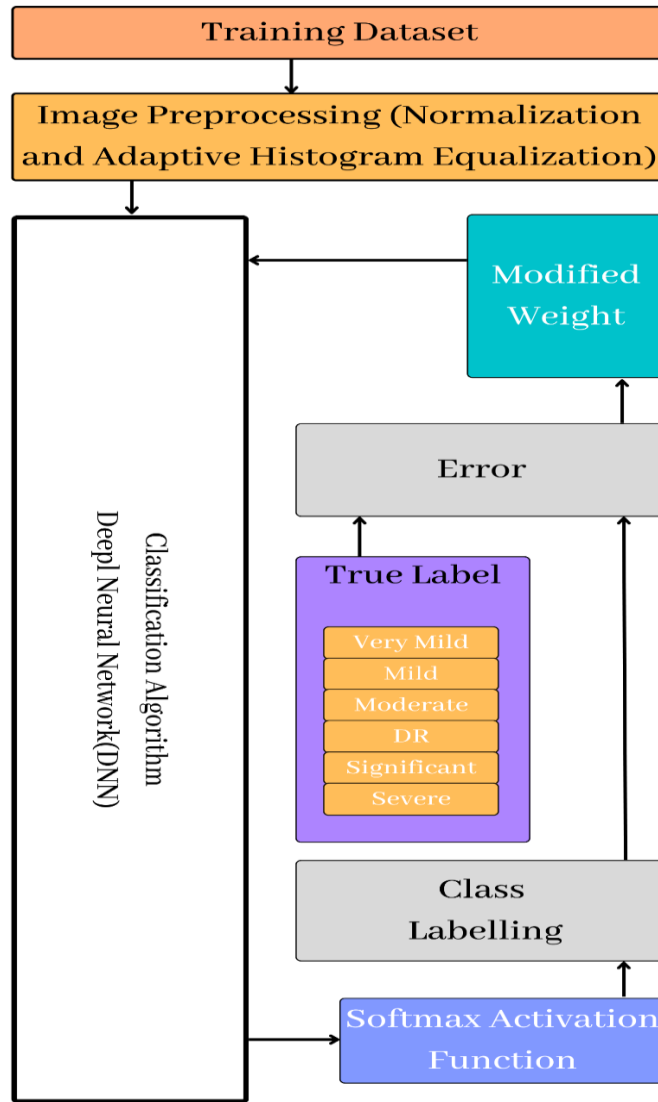 Training Dataset
Image Preprocessing (Normalization
and Adaptive Histogram Equalization)
Modified
Weight
Error
Classification Algorithm
Deepl Neural Network(DNN)
True Label
Very Mild
Mild
Moderate
DR
Significant
Severe
Class
Labelling
Softmax Activation
Function